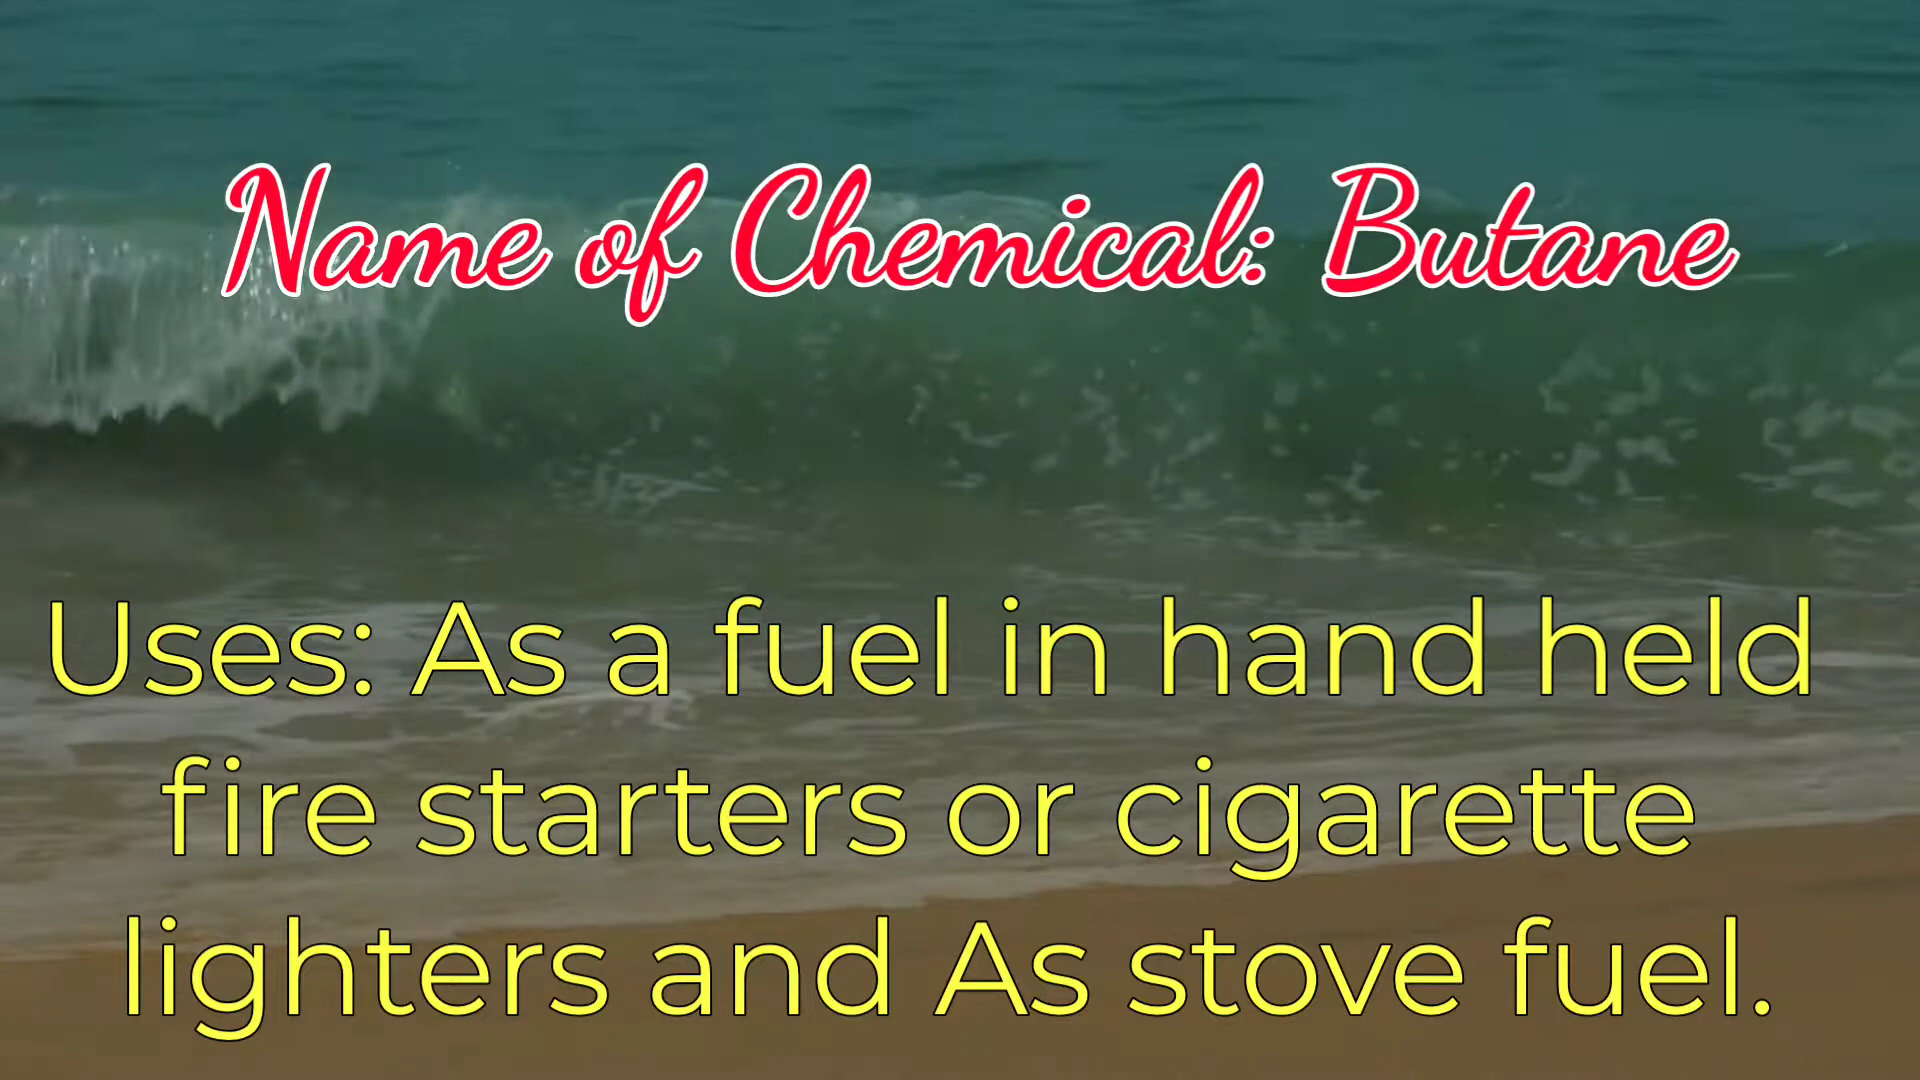 Name of Chemical: Butane
Uses: As a fuel in hand held
fire starters or cigarette
lighters and As stove fuel.